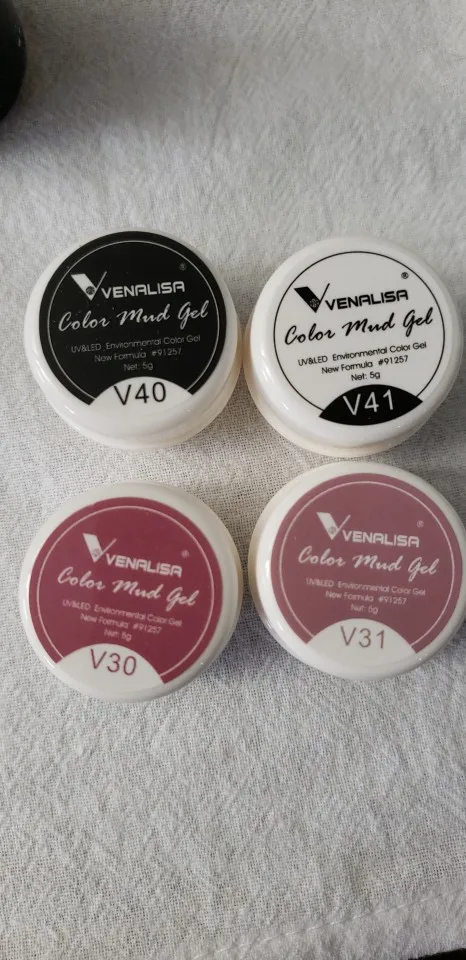 VENALISA ®
Color Mud Gel
UV&LED Environmental Color Gel
New Formula #91257
Net: 5g
V40
VENALISA ®
Color Mud Gel
UV&LED Environmental Color Gel
New Formula #91257
Net: 5g
V41
VENALISA ®
Color Mud Gel
UV&LED Environmental Color Gel
New Formula #91257
Net: 5g
V30
VENALISA ®
Color Mud Gel
UV&LED Environmental Color Gel
New Formula #91257
Net: 5g
V31